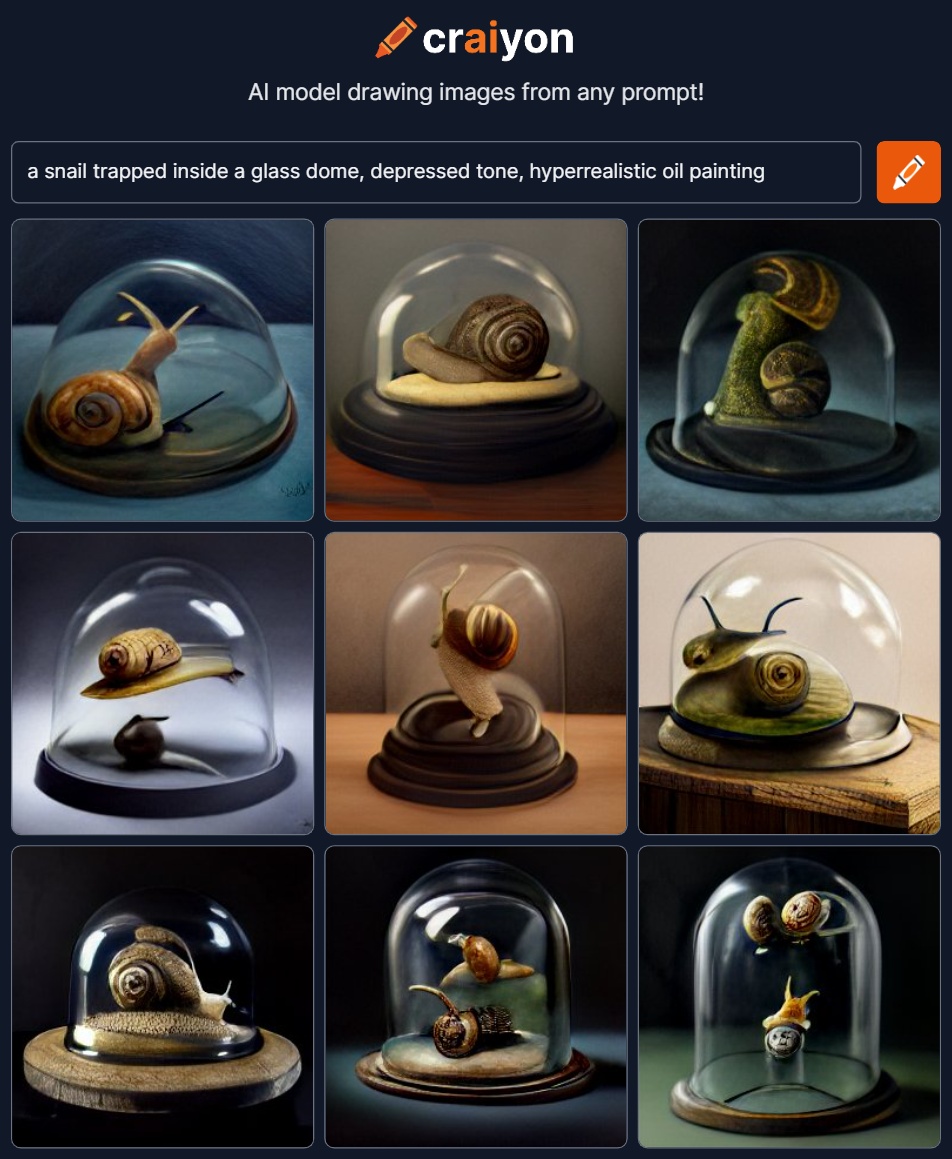 craiyon
AI model drawing images from any prompt!
a snail trapped inside a glass dome, depressed tone, hyperrealistic oil painting